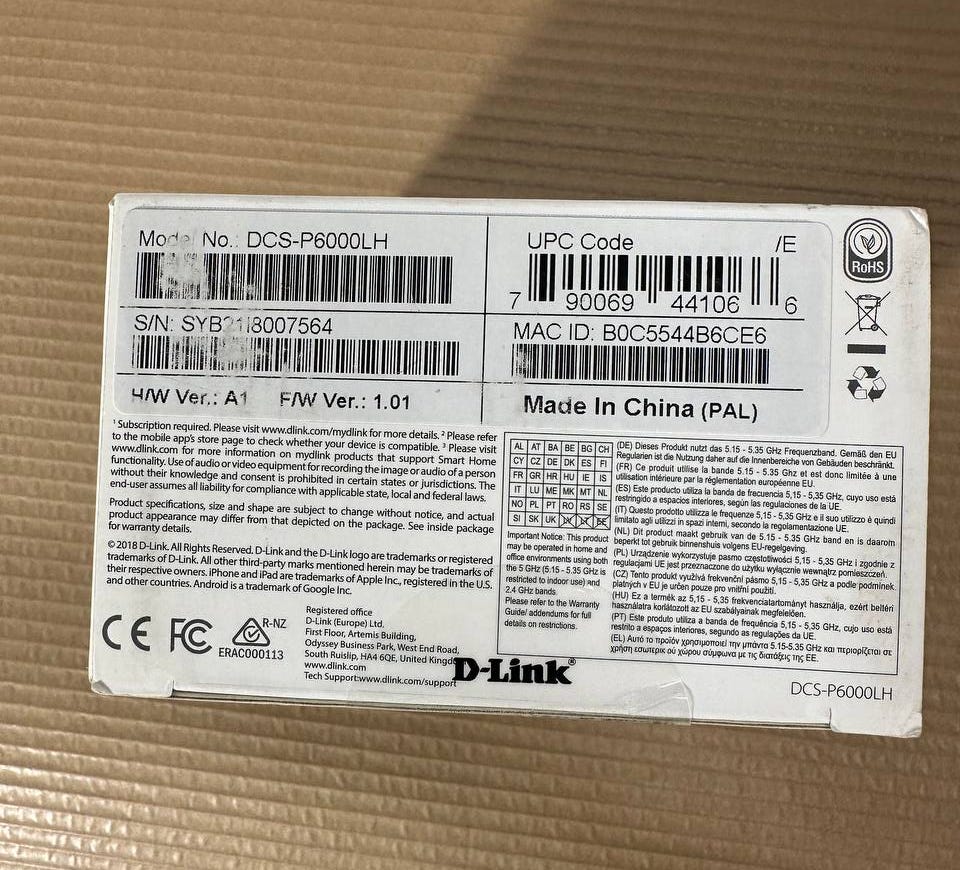 Model No.: DCS-P6000LH
UPC Code /E
7 90069 44106 6
S/N: SYB21I8007564
MAC ID: B0C5544B6CE6
H/W Ver.: A1 F/W Ver.: 1.01
Made In China (PAL)
RoHS
¹ Subscription required. Please visit www.dlink.com/mydlink for more details. ² Please refer
to the mobile app's store page to check whether your device is compatible. ³ Please visit
www.dlink.com for more information on mydlink products that support Smart Home
functionality. Use of audio or video equipment for recording the image or audio of a person
without their knowledge and consent is prohibited in certain states or jurisdictions. The
end-user assumes all liability for compliance with applicable state, local and federal laws.
Product specifications, size and shape are subject to change without notice, and actual
product appearance may differ from that depicted on the package. See inside package
for warranty details.
© 2018 D-Link. All Rights Reserved. D-Link and the D-Link logo are trademarks or registered
trademarks of D-Link. All other third-party marks mentioned herein may be trademarks of
their respective owners. iPhone and iPad are trademarks of Apple Inc., registered in the U.S.
and other countries. Android is a trademark of Google Inc.
CE FC
R-NZ
ERAC000113
Registered office
D-Link (Europe) Ltd.
First Floor, Artemis Building,
Odyssey Business Park, West End Road,
South Ruislip, HA4 6QE, United Kingdo
www.dlink.com
Tech Support:www.dlink.com/support
D-Link®
AL AT BA BE BG CH
CY CZ DE DK ES FI
FR GR HR HU IE IS
IT LU ME MK MT NL
NO PL PT RO RS SE
SI SK UK LV LT EE
Important Notice: This product
may be operated in home and
office environments using both
the 5 GHz (5.15 - 5.35 GHz is
restricted to indoor use) and
2.4 GHz bands.
Please refer to the Warranty
Guide/ addendums for full
details on restrictions.
(DE) Dieses Produkt nutzt das 5.15 - 5.35 GHz Frequenzband. Gemäß den EU
Regularien ist die Nutzung daher auf die Innenbereiche von Gebäuden beschränkt.
(FR) Ce produit utilise la bande 5.15 - 5.35 Ghz et est donc limitée à une
utilisation intérieure par la réglementation européenne EU.
(ES) Este producto utiliza la banda de frecuencia 5,15 - 5,35 GHz, cuyo uso está
restringido a espacios interiores, según las regulaciones de la UE.
(IT) Questo prodotto utilizza le frequenze 5,15 - 5,35 GHz e il suo utilizzo è quindi
limitato agli utilizzi in spazi interni, secondo la regolamentazione UE.
(NL) Dit product maakt gebruik van de 5.15 - 5.35 GHz band en is daarom
beperkt tot gebruik binnenshuis volgens EU-regelgeving.
(PL) Urządzenie wykorzystuje pasmo częstotliwości 5,15 - 5,35 GHz i zgodnie z
regulacjami UE jest przeznaczone do użytku wyłącznie wewnątrz pomieszczeń.
(CZ) Tento produkt využívá frekvenční pásmo 5,15 - 5,35 GHz a podle podmínek
platných v EU je určen pouze pro vnitřní použití.
(HU) Ez a termék az 5,15 - 5,35 frekvenciatartományt használja, ezért beltéri
használatra korlátozott az EU szabályainak megfelelően.
(PT) Este produto utiliza a banda de frequência 5,15 - 5,35 GHz, cujo uso está
restrito a espaços interiores, segundo as regulações da UE.
(EL) Αυτό το προϊόν χρησιμοποιεί την μπάντα 5.15-5.35 GHz και περιορίζεται σε
χρήση εσωτερικού χώρου σύμφωνα με τις διατάξεις της ΕΕ.
DCS-P6000LH